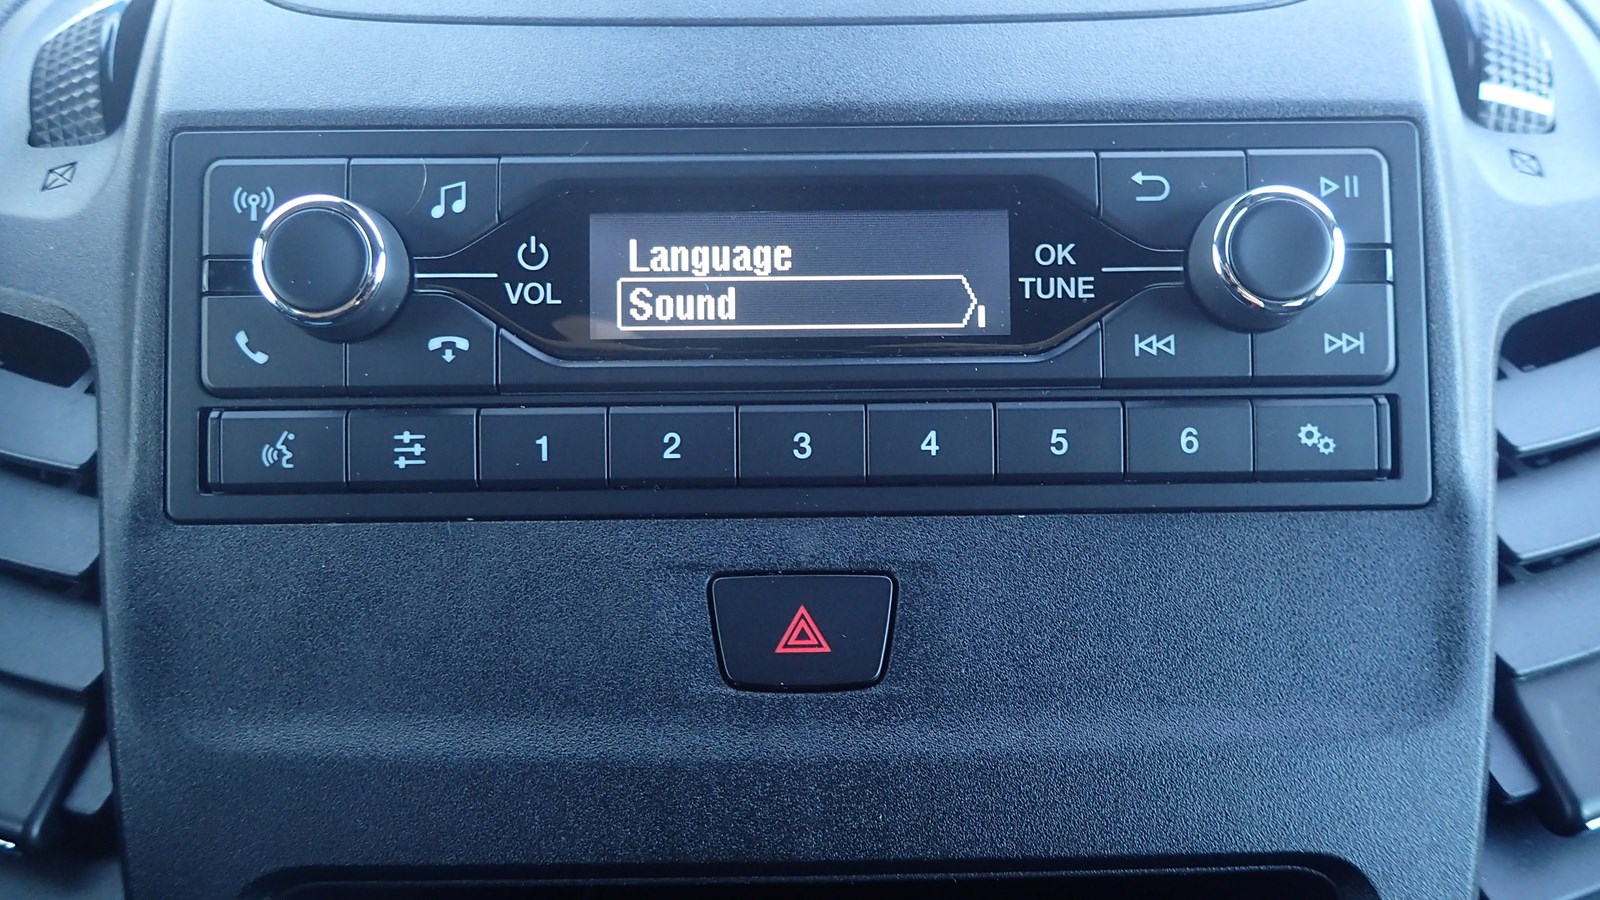 Language
Sound
VOL
OK
TUNE
1 2 3 4 5 6